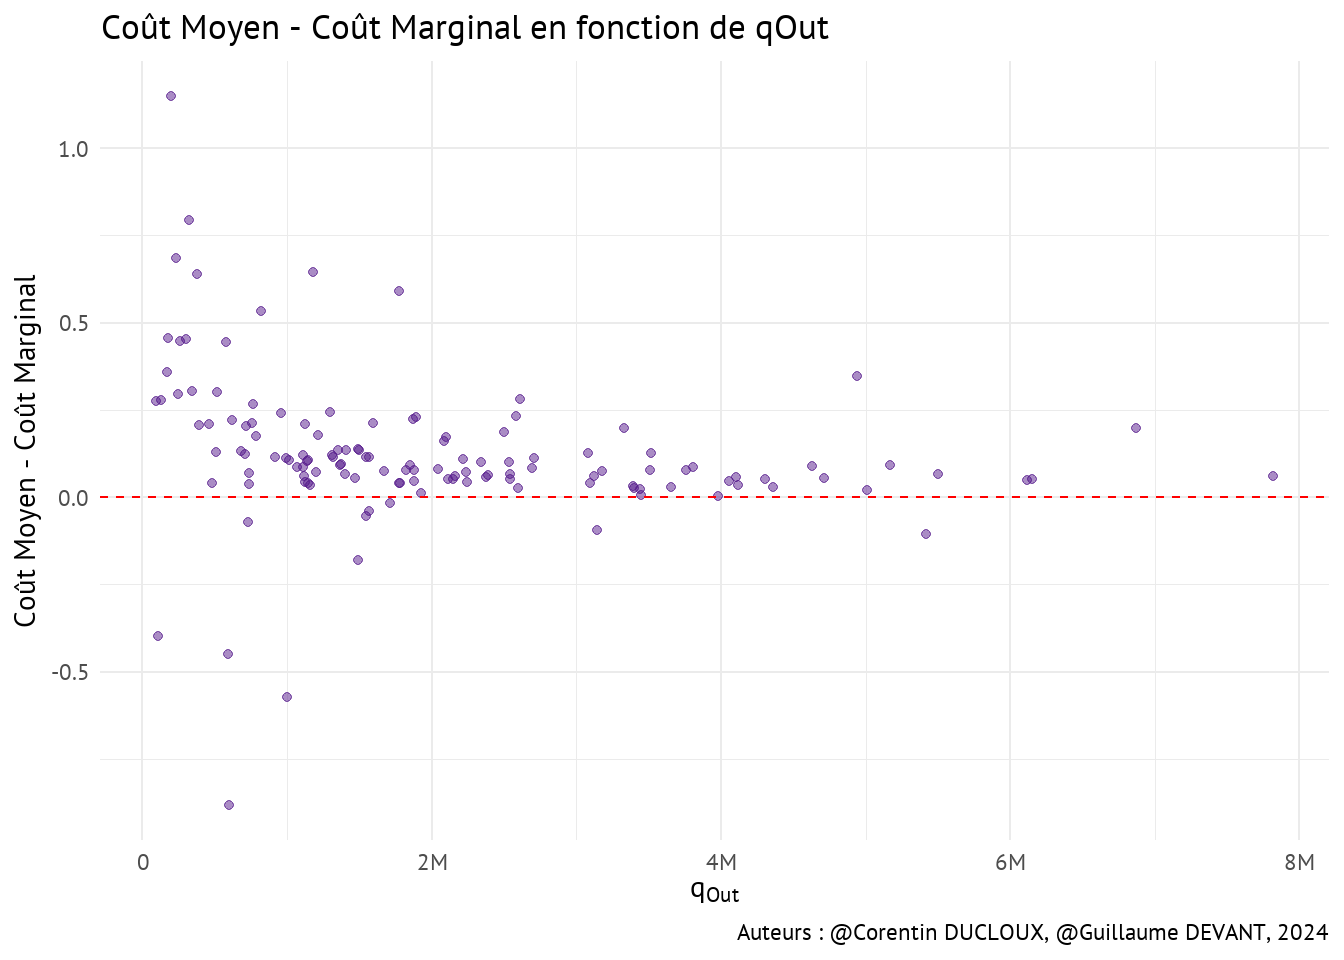 Coût Moyen - Coût Marginal en fonction de qOut
Coût Moyen - Coût Marginal
1.0
0.5
0.0
-0.5
0
2M
4M
6M
8M
qOut
Auteurs : @Corentin DUCLOUX, @Guillaume DEVANT, 2024